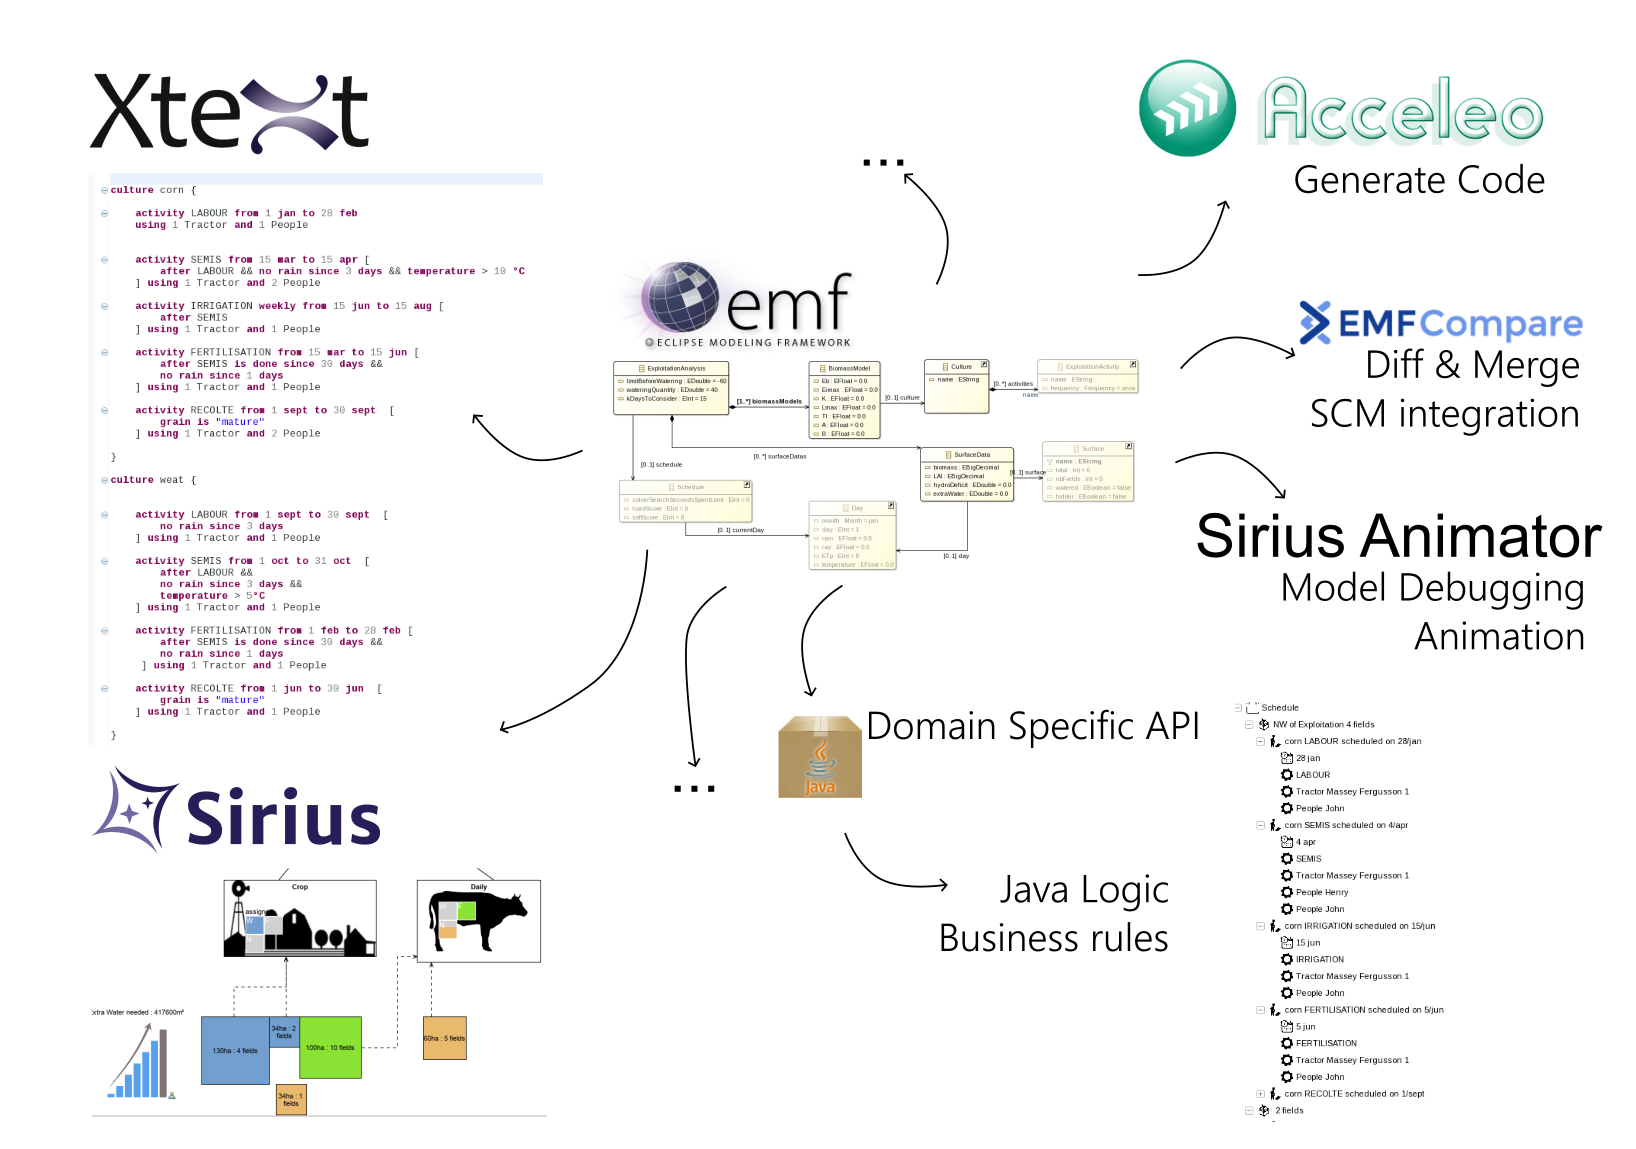 Xtext
culture corn {
activity LABOUR from 1 jan to 28 feb
using 1 Tractor and 1 People
activity SEMIS from 15 mar to 15 apr [
after LABOUR && no rain since 3 days && temperature > 10 °C
] using 1 Tractor and 2 People
activity IRRIGATION weekly from 15 jun to 15 aug [
after SEMIS
] using 1 Tractor and 1 People
activity FERTILISATION from 15 mar to 15 jun [
after SEMIS is done since 30 days &&
no rain since 1 days
] using 1 Tractor and 1 People
activity RECOLTE from 1 sept to 30 sept [
grain is "mature"
] using 1 Tractor and 2 People
}
culture weat {
activity LABOUR from 1 sept to 30 sept [
no rain since 3 days
] using 1 Tractor and 1 People
activity SEMIS from 1 oct to 31 oct [
after LABOUR &&
no rain since 3 days &&
temperature > 5°C
] using 1 Tractor and 1 People
activity FERTILISATION from 1 feb to 28 feb [
after SEMIS is done since 30 days &&
no rain since 1 days
] using 1 Tractor and 1 People
activity RECOLTE from 1 jun to 30 jun [
grain is "mature"
] using 1 Tractor and 1 People
}
...
emf
ECLIPSE MODELING FRAMEWORK
ExploitationAnalysis
limitBeforeWatering : EDouble = -60
wateringQuantity : EDouble = 40
kDaysToConsider : EInt = 15
[1..*] biomassModels
BiomassModel
Eb : EFloat = 0.0
Eimax : EFloat = 0.0
K : EFloat = 0.0
Lmax : EFloat = 0.0
Tl : EFloat = 0.0
A : EFloat = 0.0
B : EFloat = 0.0
[0..1] culture
Culture
name : EString
[0..*] activities
name
ExploitationActivity
name : EString
frequency : Frequency = once
[0..*] surfaceDatas
[0..1] schedule
SurfaceData
biomass : EBigDecimal
LAI : EBigDecimal
hydroDeficit : EDouble = 0.0
extraWater : EDouble = 0.0
[0..1] surface
Surface
name : EString
total : Int = 0
nbFields : Int = 0
watered : EBoolean = false
fodder : EBoolean = false
Schedule
solverSearchSecondsSpentLimit : EInt = 5
hardScore : EInt = 0
softScore : EInt = 0
[0..1] currentDay
Day
month : Month = jan
day : EInt = 1
rain : EFloat = 0.0
ray : EFloat = 0.0
ETp : EInt = 0
temperature : EFloat = 0.0
[0..1] day
Acceleo
Generate Code
EMFCompare
Diff & Merge
SCM integration
Sirius Animator
Model Debugging
Animation
...
Java
Domain Specific API
Java Logic
Business rules
Sirius
Crop
assign
Daily
xtra Water needed : 417600m³
130ha : 4 fields
34ha : 2
fields
100ha : 10 fields
60ha : 5 fields
34ha : 1
fields
Schedule
NW of Exploitation 4 fields
corn LABOUR scheduled on 28/jan
28 jan
LABOUR
Tractor Massey Fergusson 1
People John
corn SEMIS scheduled on 4/apr
4 apr
SEMIS
Tractor Massey Fergusson 1
People Henry
People John
corn IRRIGATION scheduled on 15/jun
15 jun
IRRIGATION
Tractor Massey Fergusson 1
People John
corn FERTILISATION scheduled on 5/jun
5 jun
FERTILISATION
Tractor Massey Fergusson 1
People John
corn RECOLTE scheduled on 1/sept
2 fields